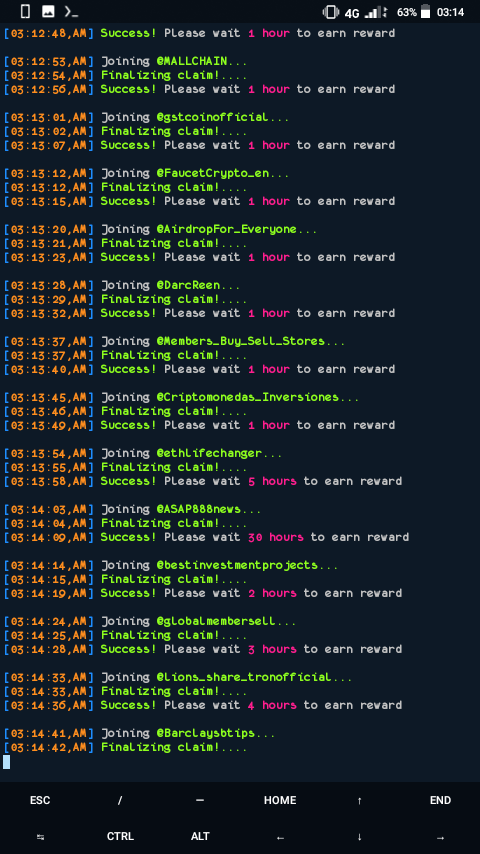 4G 63% 03:14
[03:12:48,AM] Success! Please wait 1 hour to earn reward
[03:12:53,AM] Joining @MALLCHAIN...
[03:12:54,AM] Finalizing claim!....
[03:12:56,AM] Success! Please wait 1 hour to earn reward
[03:13:01,AM] Joining @gstcoinofficial...
[03:13:02,AM] Finalizing claim!....
[03:13:07,AM] Success! Please wait 1 hour to earn reward
[03:13:12,AM] Joining @FaucetCrypto_en...
[03:13:12,AM] Finalizing claim!....
[03:13:15,AM] Success! Please wait 1 hour to earn reward
[03:13:20,AM] Joining @AirdropFor_Everyone...
[03:13:21,AM] Finalizing claim!....
[03:13:23,AM] Success! Please wait 1 hour to earn reward
[03:13:28,AM] Joining @DarcReen...
[03:13:29,AM] Finalizing claim!....
[03:13:32,AM] Success! Please wait 1 hour to earn reward
[03:13:37,AM] Joining @Members_Buy_Sell_Stores...
[03:13:37,AM] Finalizing claim!....
[03:13:40,AM] Success! Please wait 1 hour to earn reward
[03:13:45,AM] Joining @Criptomonedas_Inversiones...
[03:13:46,AM] Finalizing claim!....
[03:13:49,AM] Success! Please wait 1 hour to earn reward
[03:13:54,AM] Joining @ethlifechanger...
[03:13:55,AM] Finalizing claim!....
[03:13:58,AM] Success! Please wait 5 hours to earn reward
[03:14:03,AM] Joining @ASAP888news...
[03:14:04,AM] Finalizing claim!....
[03:14:09,AM] Success! Please wait 30 hours to earn reward
[03:14:14,AM] Joining @bestinvestmentprojects...
[03:14:15,AM] Finalizing claim!....
[03:14:19,AM] Success! Please wait 2 hours to earn reward
[03:14:24,AM] Joining @globalmembersell...
[03:14:25,AM] Finalizing claim!....
[03:14:28,AM] Success! Please wait 3 hours to earn reward
[03:14:33,AM] Joining @lions_share_tronofficial...
[03:14:33,AM] Finalizing claim!....
[03:14:36,AM] Success! Please wait 4 hours to earn reward
[03:14:41,AM] Joining @Barclaysbtips...
[03:14:42,AM] Finalizing claim!....
ESC / — HOME ↑ END
↹ CTRL ALT ← ↓ →